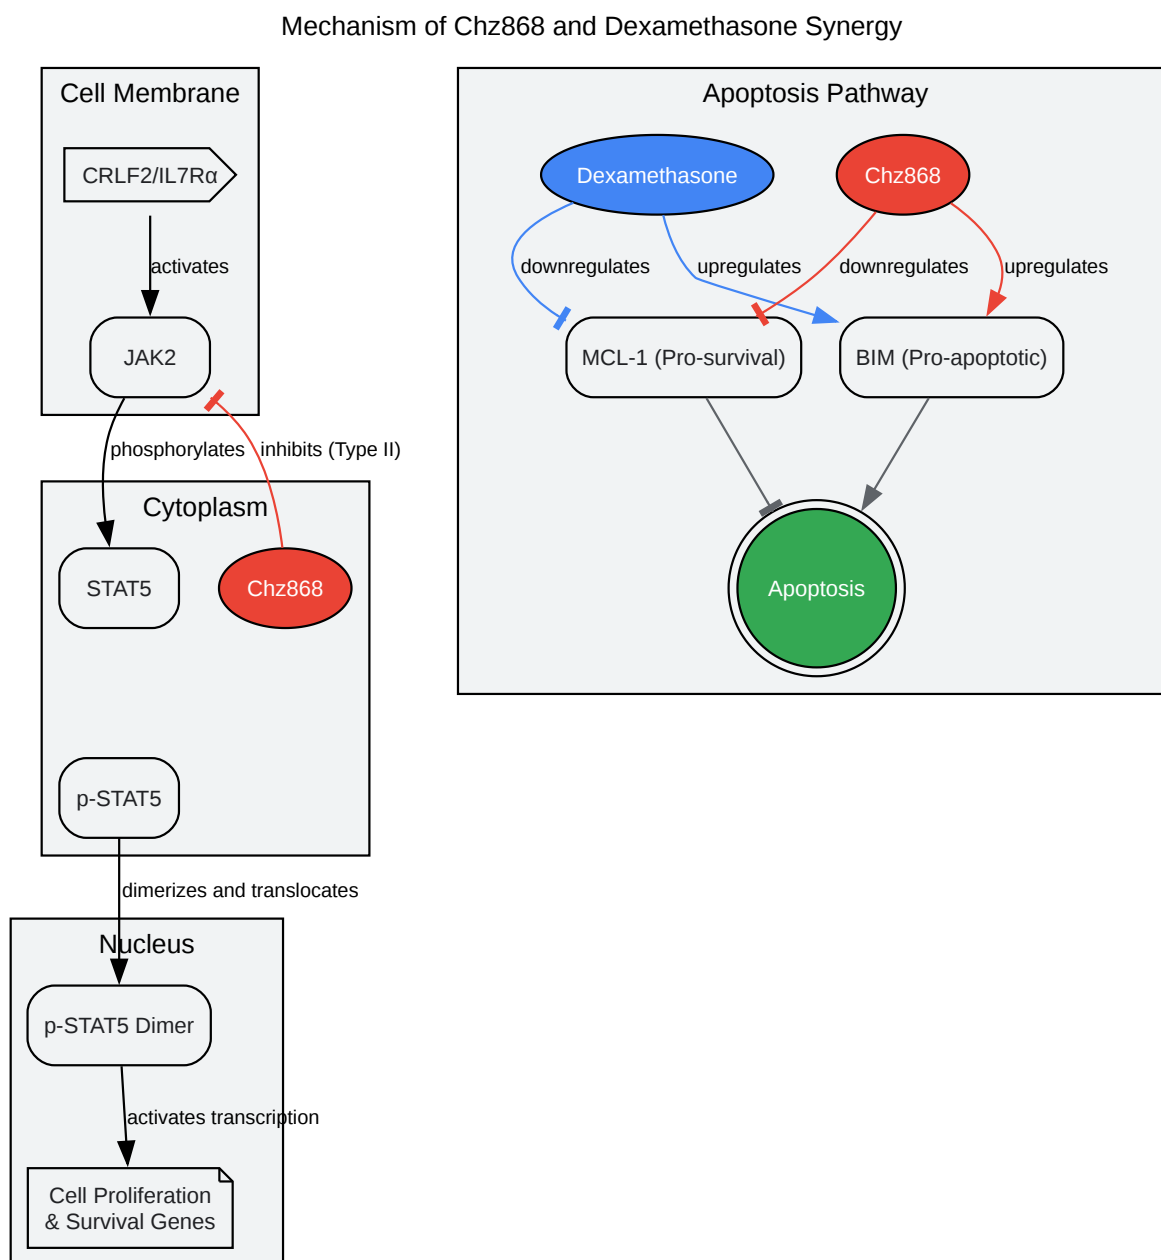 Mechanism of Chz868 and Dexamethasone Synergy
Cell Membrane
CRLF2/IL7Rα
activates
JAK2
phosphorylates
inhibits (Type II)
Cytoplasm
STAT5
Chz868
p-STAT5
dimerizes and translocates
Nucleus
p-STAT5 Dimer
activates transcription
Cell Proliferation
& Survival Genes
Apoptosis Pathway
Dexamethasone
Chz868
downregulates
upregulates
downregulates
upregulates
MCL-1 (Pro-survival)
BIM (Pro-apoptotic)
Apoptosis